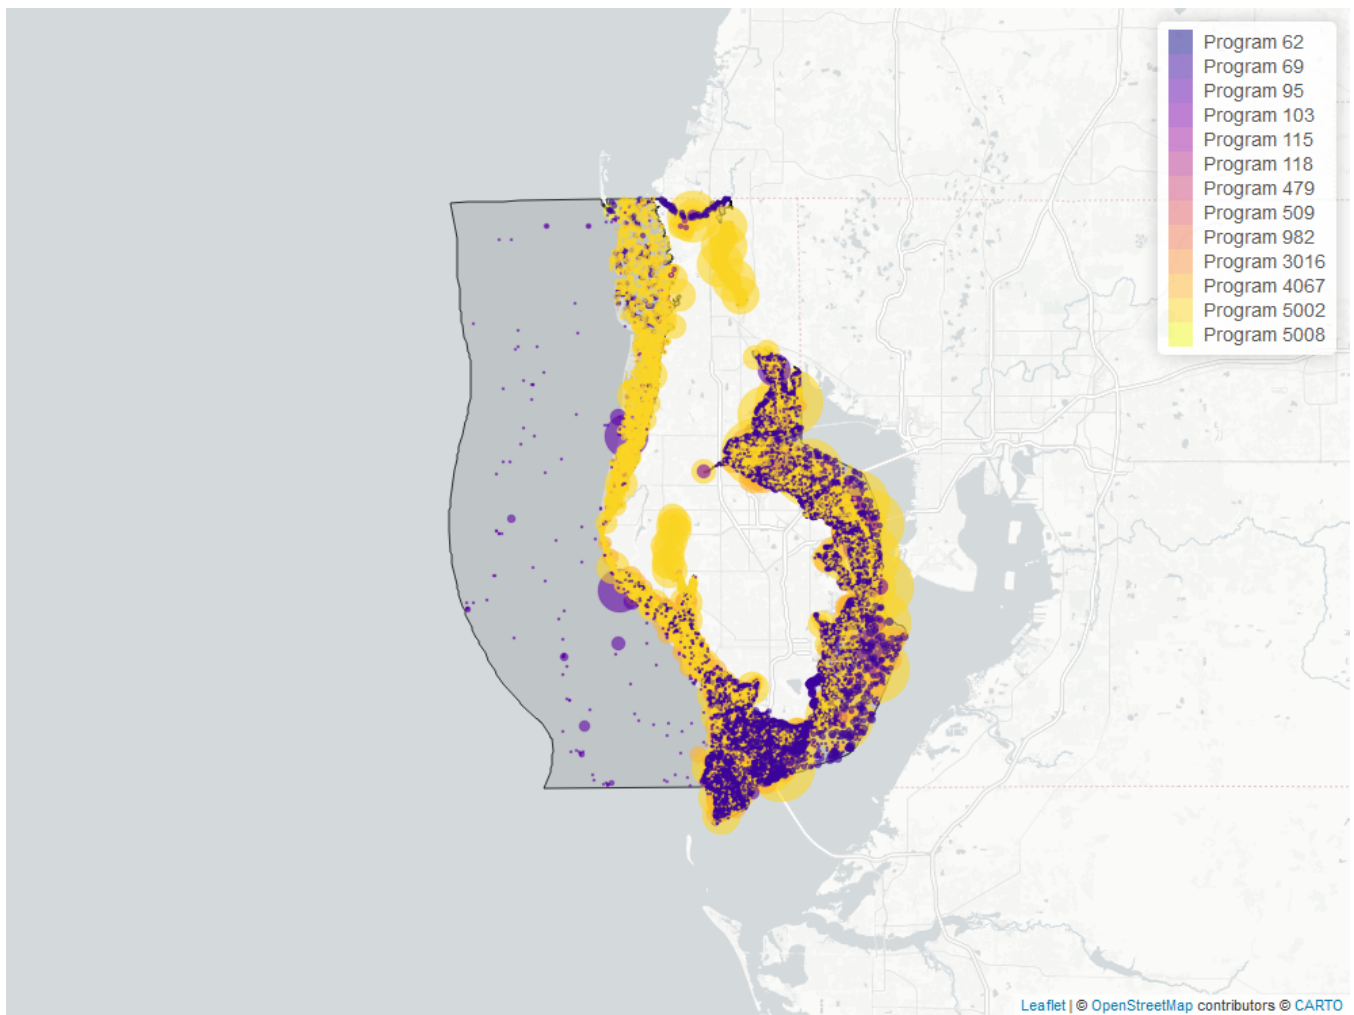 Program 62
Program 69
Program 95
Program 103
Program 115
Program 118
Program 479
Program 509
Program 982
Program 3016
Program 4067
Program 5002
Program 5008
Leaflet | © OpenStreetMap contributors © CARTO